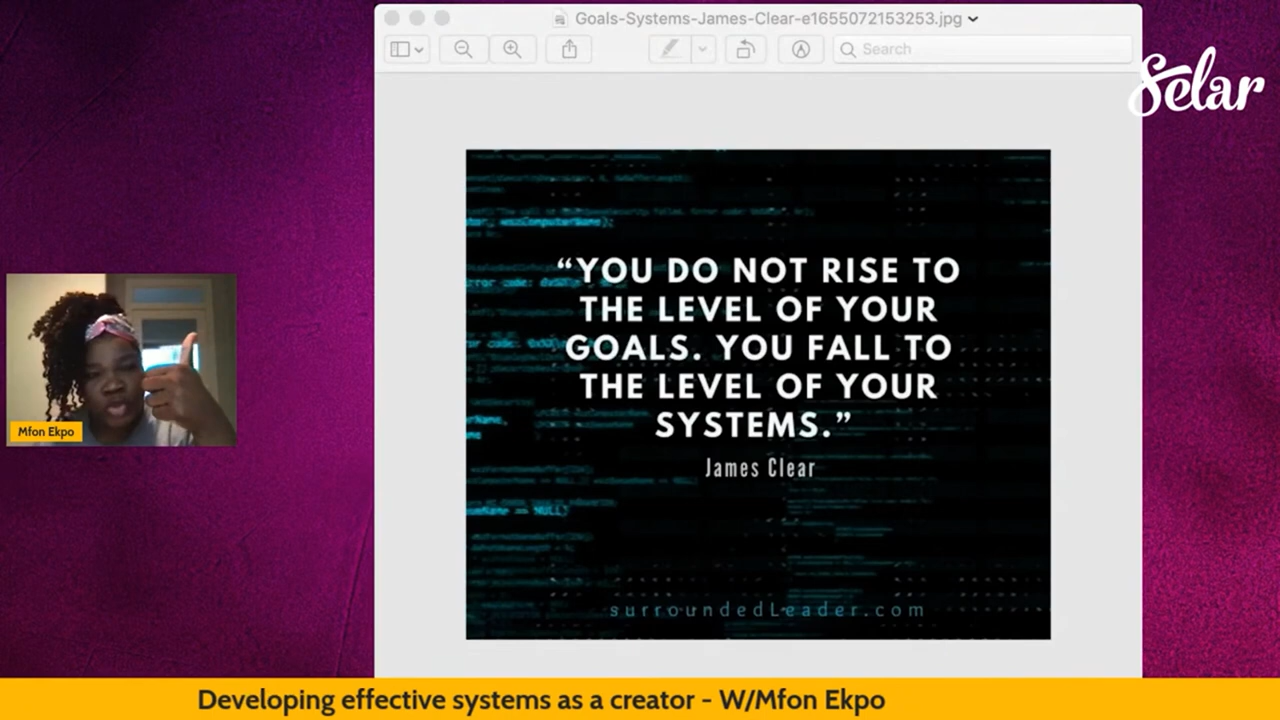 Goals-Systems-James-Clear-e1655072153253.jpg
Search
Selar
“YOU DO NOT RISE TO
THE LEVEL OF YOUR
GOALS. YOU FALL TO
THE LEVEL OF YOUR
SYSTEMS.”
James Clear
surroundedLeader.com
Mfon Ekpo
Developing effective systems as a creator - W/Mfon Ekpo